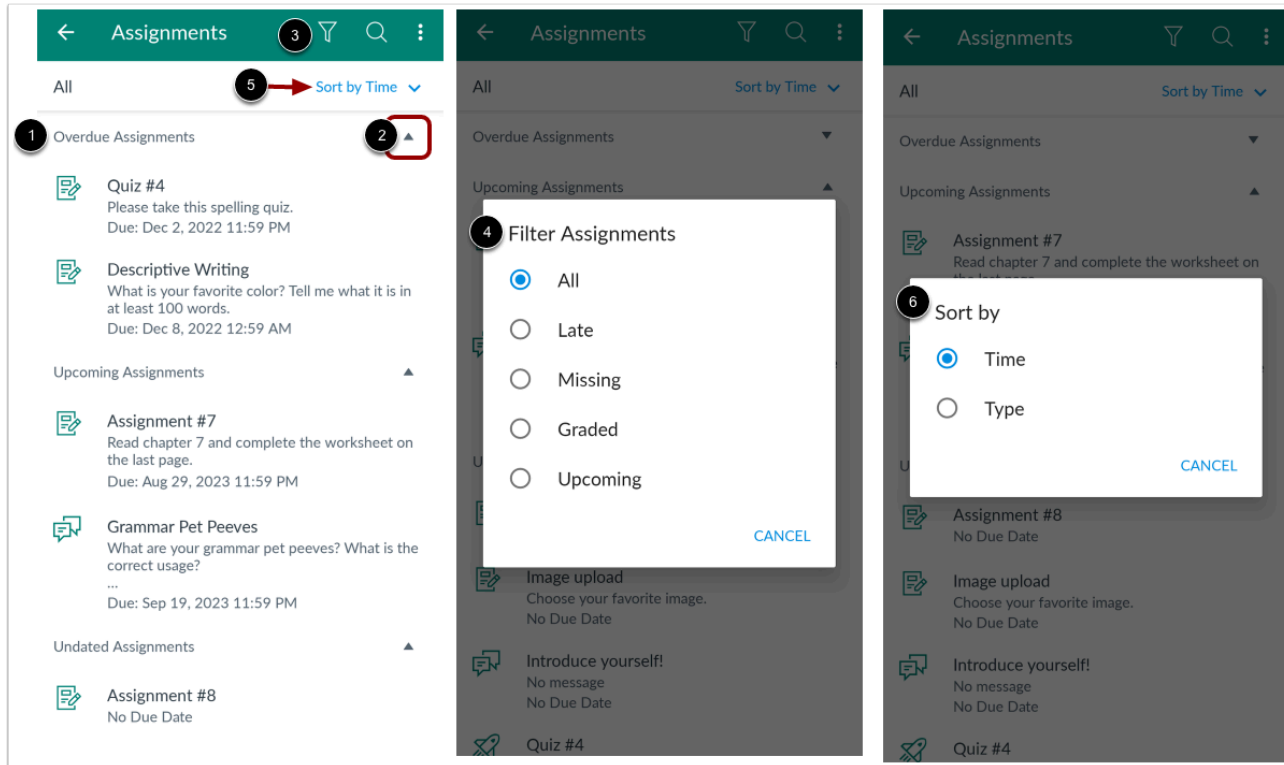 Assignments
3
All
5
Sort by Time
1
Overdue Assignments
2
Quiz #4
Please take this spelling quiz.
Due: Dec 2, 2022 11:59 PM
Descriptive Writing
What is your favorite color? Tell me what it is in
at least 100 words.
Due: Dec 8, 2022 12:59 AM
Upcoming Assignments
Assignment #7
Read chapter 7 and complete the worksheet on
the last page.
Due: Aug 29, 2023 11:59 PM
Grammar Pet Peeves
What are your grammar pet peeves? What is the
correct usage?
...
Due: Sep 19, 2023 11:59 PM
Undated Assignments
Assignment #8
No Due Date
Assignments
All
Sort by Time
Overdue Assignments
Upcoming Assignments
4
Filter Assignments
All
Late
Missing
Graded
Upcoming
CANCEL
U
Image upload
Choose your favorite image.
No Due Date
Introduce yourself!
No message
No Due Date
Quiz #4
Assignments
All
Sort by Time
Overdue Assignments
Upcoming Assignments
Assignment #7
Read chapter 7 and complete the worksheet on
the last page.
6
Sort by
Time
Type
CANCEL
U
Assignment #8
No Due Date
Image upload
Choose your favorite image.
No Due Date
Introduce yourself!
No message
No Due Date
Quiz #4